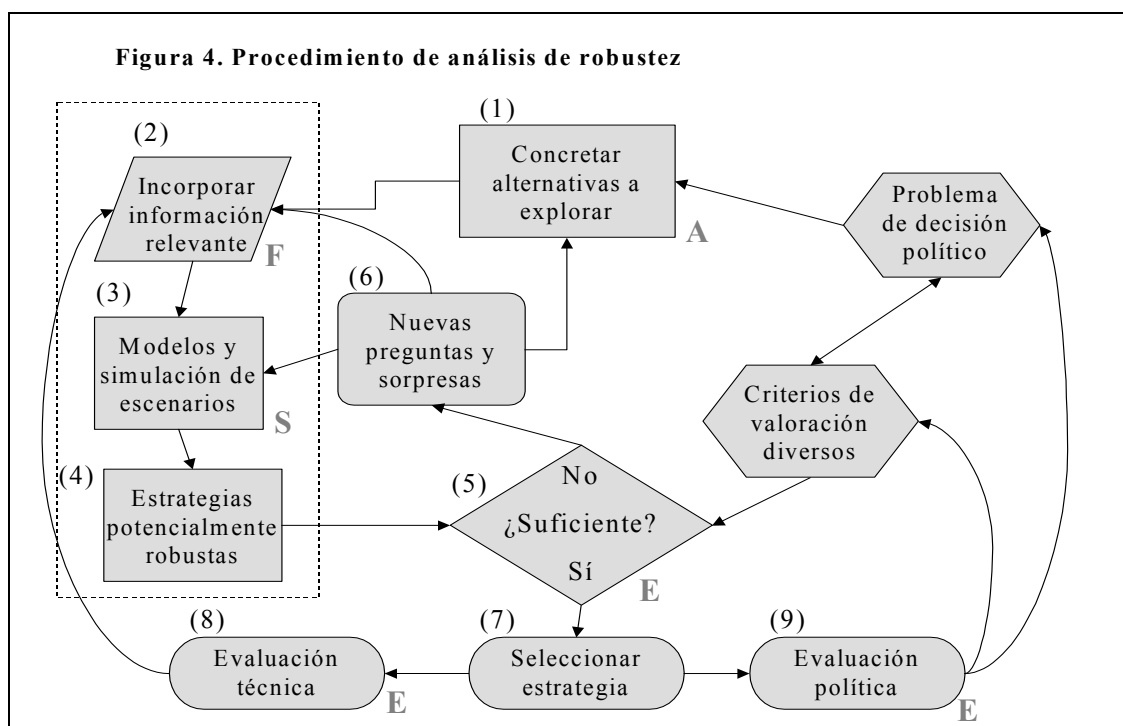 Figura 4. Procedimiento de análisis de robustez
(1)
Concretar
alternativas a
explorar
A
(2)
Incorporar
información
relevante
F
Problema
de decisión
político
(3)
Modelos y
simulación de
escenarios
S
(6)
Nuevas
preguntas y
sorpresas
Criterios de
valoración
diversos
(4)
Estrategias
potencialmente
robustas
(5)
No
¿Suficiente?
Sí
E
(8)
Evaluación
técnica
E
(7)
Seleccionar
estrategia
(9)
Evaluación
política
E